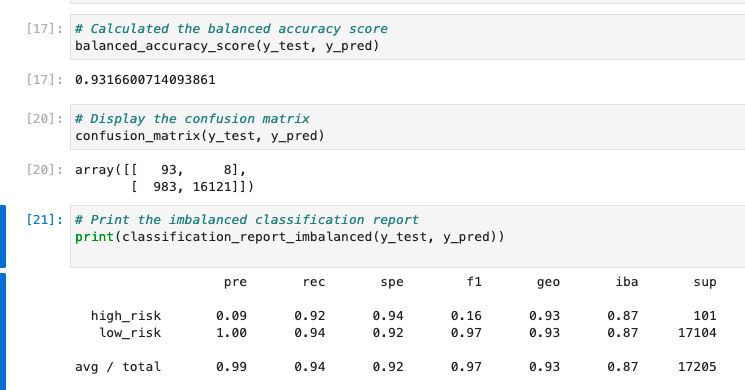 [17]: # Calculated the balanced accuracy score
balanced_accuracy_score(y_test, y_pred)
[17]: 0.9316600714093861
[20]: # Display the confusion matrix
confusion_matrix(y_test, y_pred)
[20]: array([[   93,     8],
       [  983, 16121]])
[21]: # Print the imbalanced classification report
print(classification_report_imbalanced(y_test, y_pred))
pre rec spe f1 geo iba sup
high_risk 0.09 0.92 0.94 0.16 0.93 0.87 101
low_risk 1.00 0.94 0.92 0.97 0.93 0.87 17104
avg / total 0.99 0.94 0.92 0.97 0.93 0.87 17205